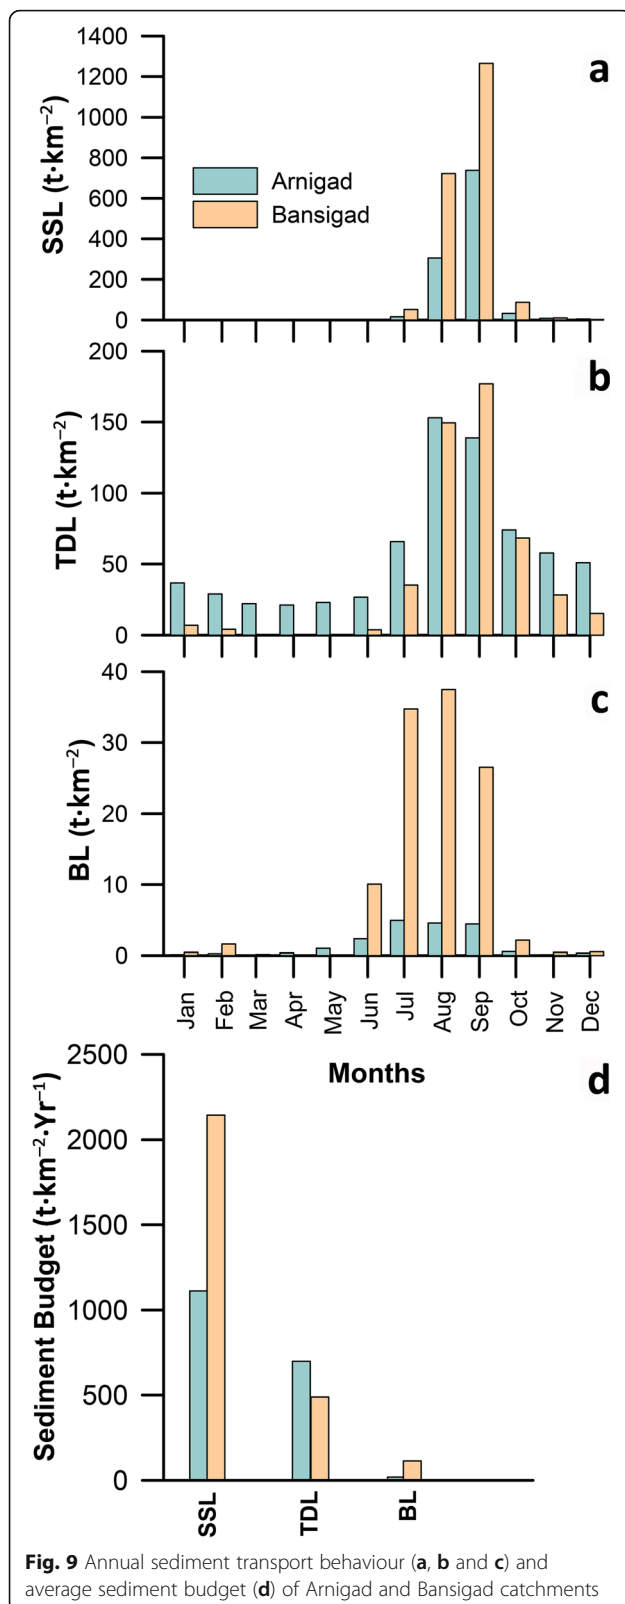 a
SSL (t·km⁻²)
1400
1200
1000
800
600
400
200
0
Arnigad
Bansigad
b
TDL (t·km⁻²)
200
150
100
50
0
c
BL (t·km⁻²)
40
30
20
10
0
Jan Feb Mar Apr May Jun Jul Aug Sep Oct Nov Dec
Months
d
Sediment Budget (t·km⁻²·Yr⁻¹)
2500
2000
1500
1000
500
0
SSL TDL BL
Fig. 9 Annual sediment transport behaviour (a, b and c) and
average sediment budget (d) of Arnigad and Bansigad catchments